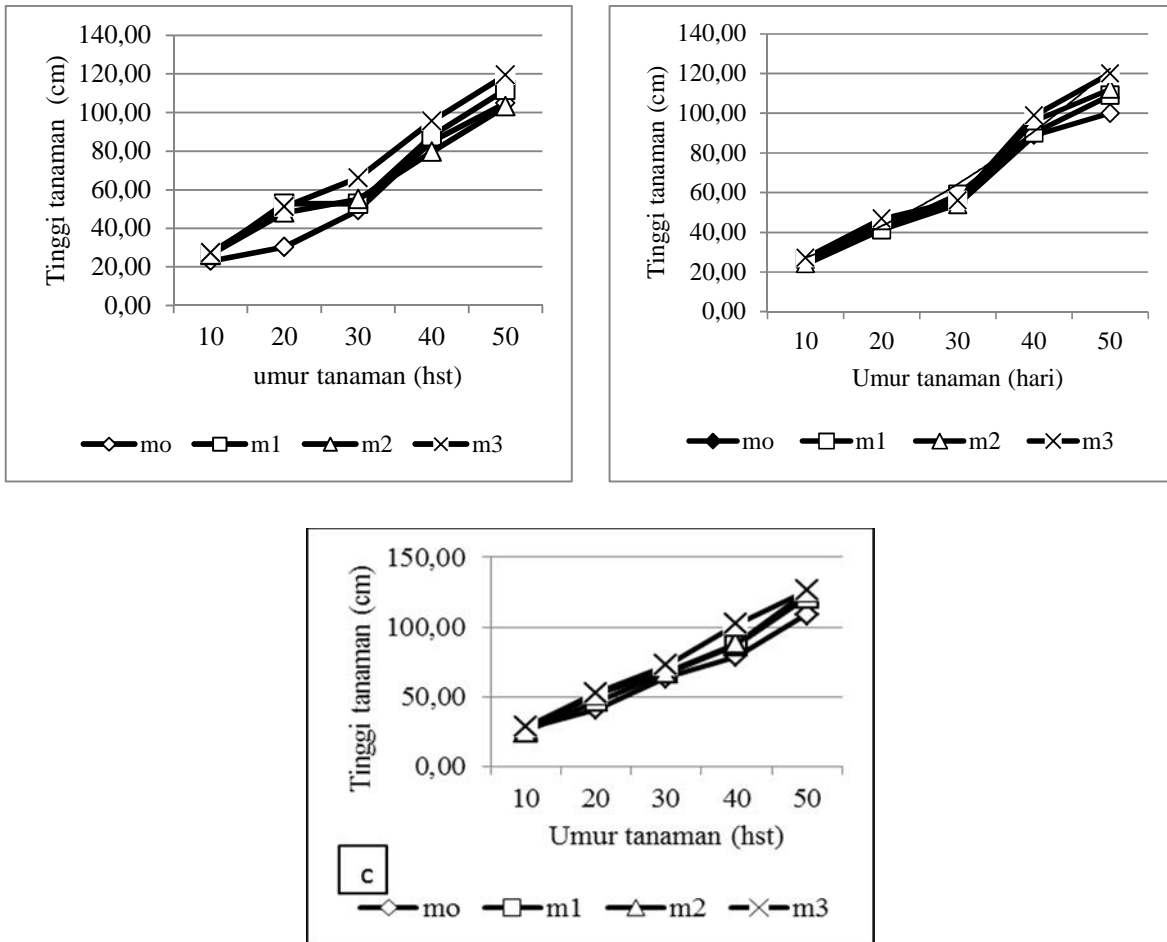 140,00
120,00
100,00
80,00
60,00
40,00
20,00
0,00
Tinggi tanaman (cm)
10 20 30 40 50
umur tanaman (hst)
mo m1 m2 m3
140,00
120,00
100,00
80,00
60,00
40,00
20,00
0,00
Tinggi tanaman (cm)
10 20 30 40 50
Umur tanaman (hari)
mo m1 m2 m3
150,00
100,00
50,00
0,00
Tinggi tanaman (cm)
10 20 30 40 50
Umur tanaman (hst)
c
mo m1 m2 m3